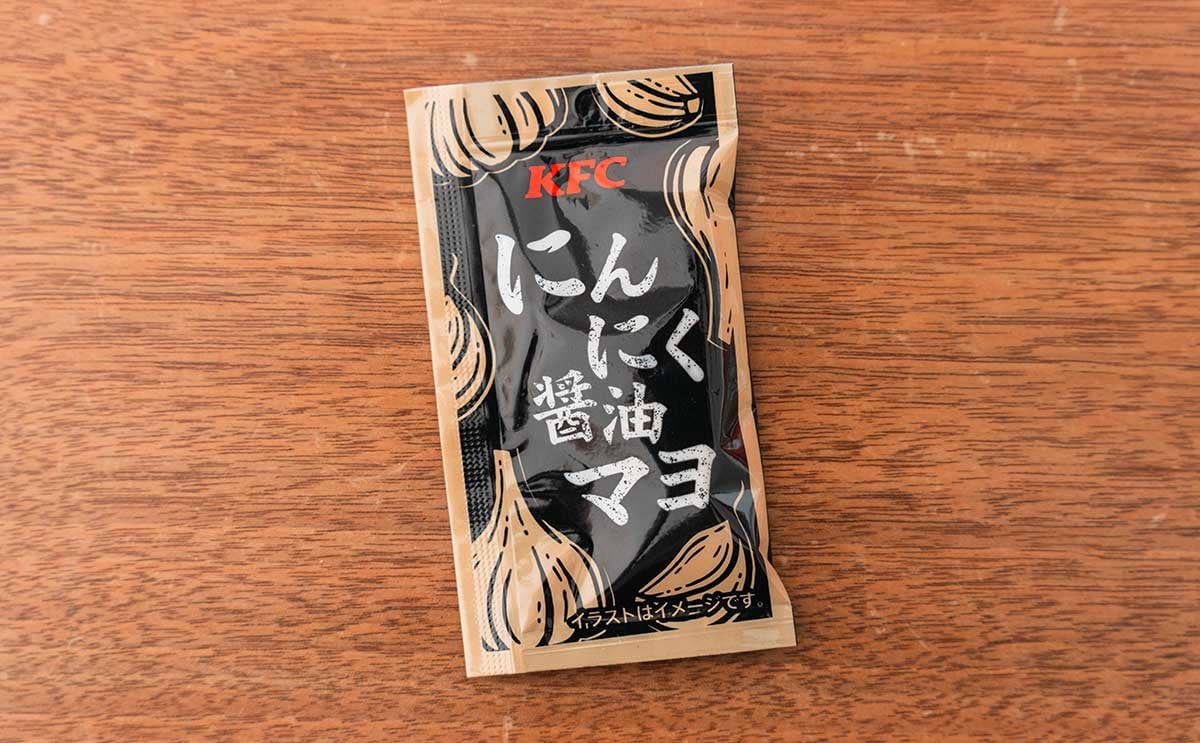 KFC
にん
にく
醤油
マヨ
イラストはイメージです。